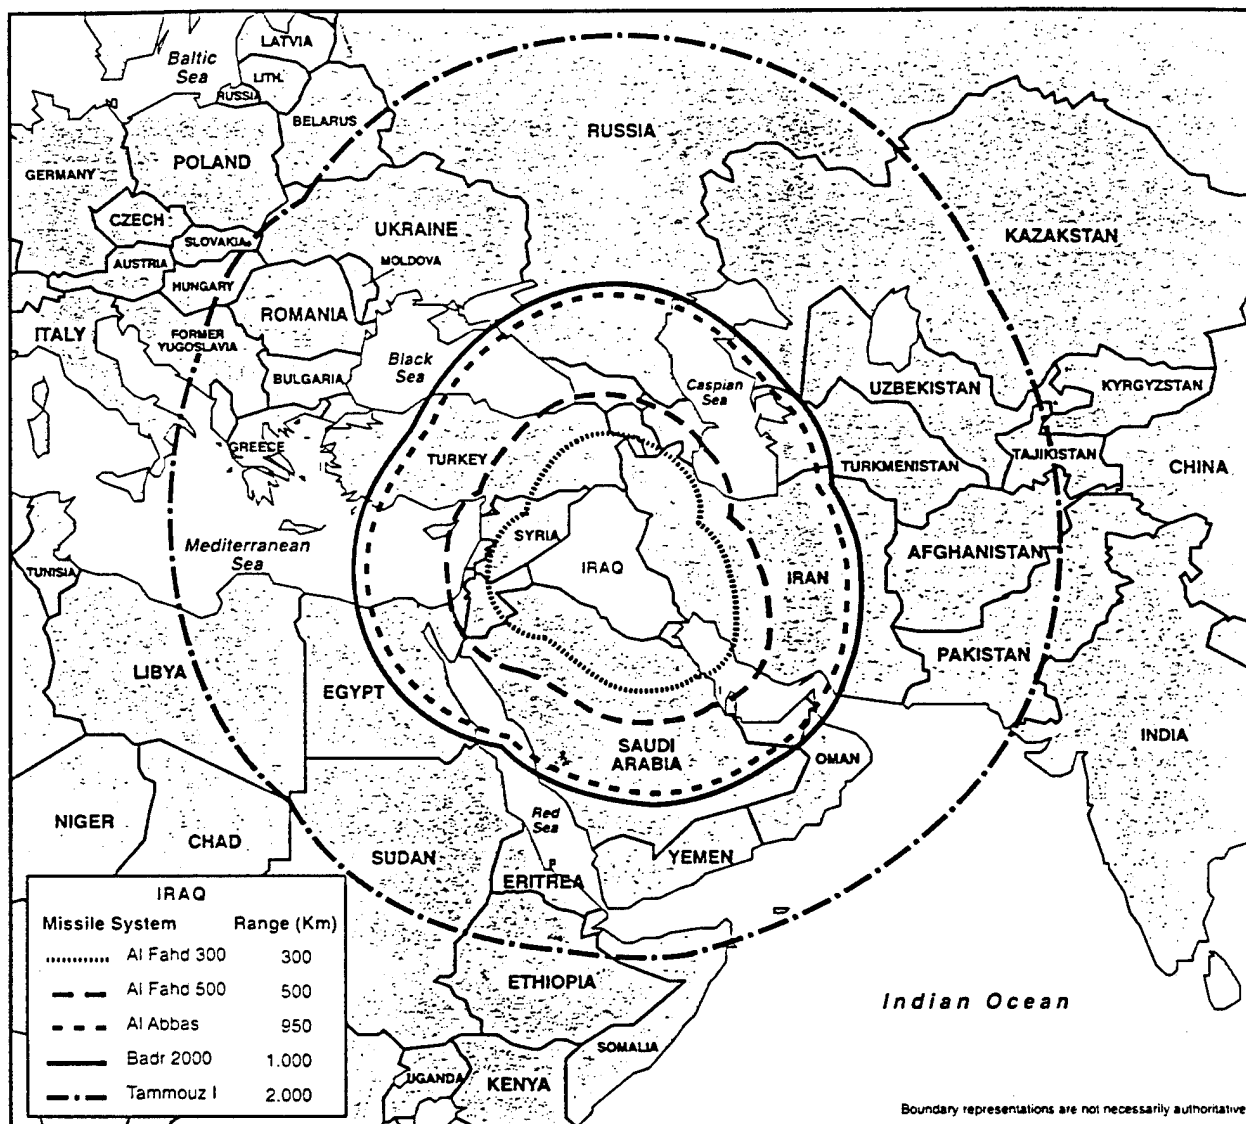 LATVIA
Baltic
Sea
LITH.
RUSSIA
BELARUS
RUSSIA
POLAND
GERMANY
CZECH
UKRAINE
KAZAKSTAN
SLOVAKIA
AUSTRIA
MOLDOVA
HUNGARY
ROMANIA
ITALY
FORMER
YUGOSLAVIA
Black
Sea
BULGARIA
Caspian
Sea
UZBEKISTAN
KYRGYZSTAN
GREECE
TURKEY
TURKMENISTAN
TAJIKISTAN
CHINA
SYRIA
Mediterranean
Sea
AFGHANISTAN
TUNISIA
IRAQ
IRAN
PAKISTAN
LIBYA
EGYPT
INDIA
SAUDI
ARABIA
OMAN
NIGER
CHAD
Red
Sea
SUDAN
YEMEN
ERITREA
ETHIOPIA
Indian Ocean
SOMALIA
UGANDA
KENYA
IRAQ
Missile System Range (Km)
Al Fahd 300 300
Al Fahd 500 500
Al Abbas 950
Badr 2000 1.000
Tammouz I 2.000
Boundary representations are not necessarily authoritative